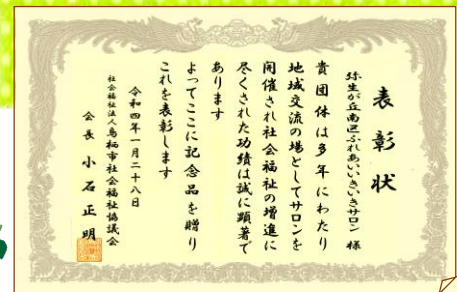 表彰状
弥生が丘南区ふれあいいきいきサロン 様
貴団体は多年にわたり
地域交流の場としてサロンを
開催され社会福祉の増進に
尽くされた功績は誠に顕著で
あります
よってここに記念品を贈り
これを表彰します
令和四年一月二十八日
社会福祉法人鳥栖市社会福祉協議会
会長 小石正明